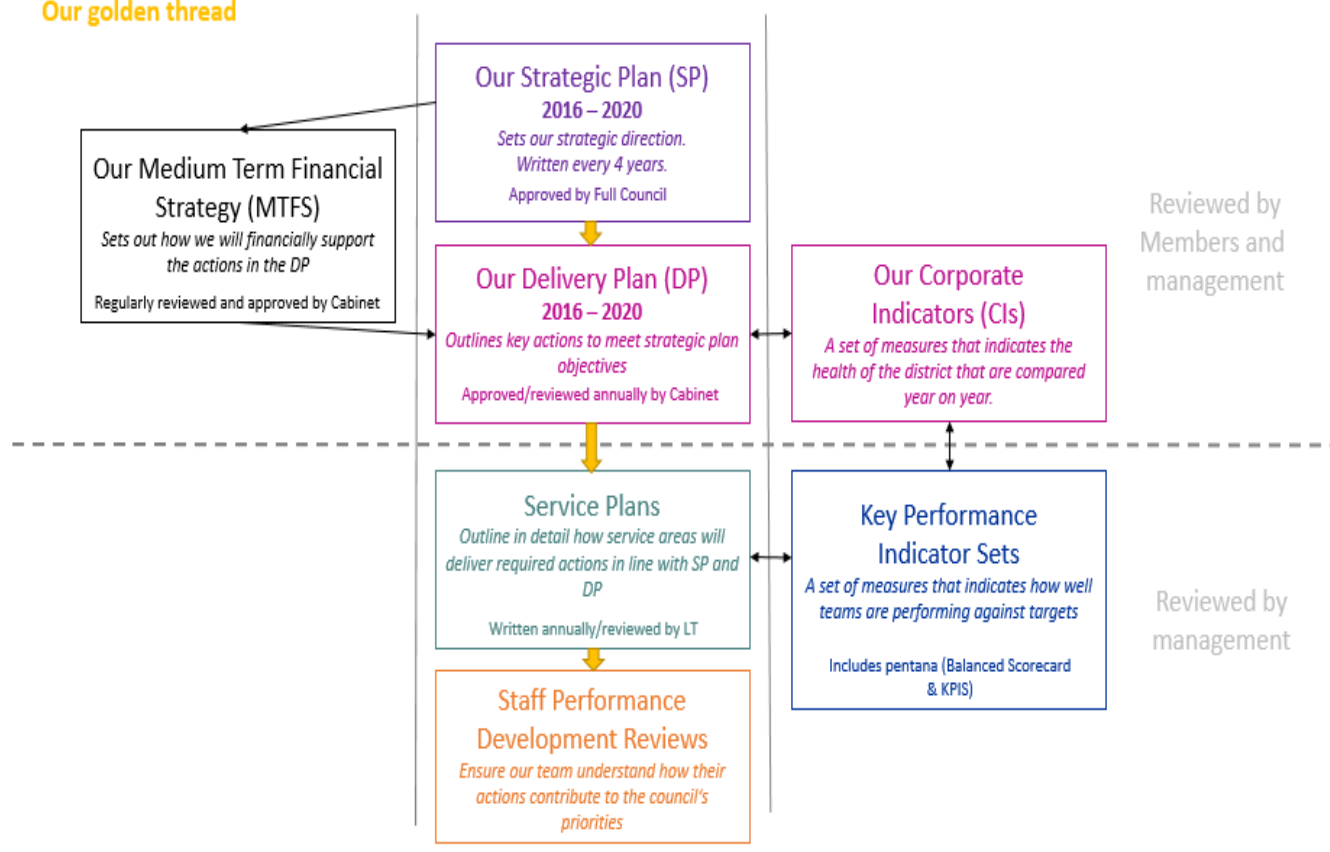 Our golden thread
Our Strategic Plan (SP)
2016 – 2020
Sets our strategic direction.
Written every 4 years.
Approved by Full Council
Our Medium Term Financial
Strategy (MTFS)
Sets out how we will financially support
the actions in the DP
Regularly reviewed and approved by Cabinet
Our Delivery Plan (DP)
2016 – 2020
Outlines key actions to meet strategic plan
objectives
Approved/reviewed annually by Cabinet
Our Corporate
Indicators (CIs)
A set of measures that indicates the
health of the district that are compared
year on year.
Reviewed by
Members and
management
Service Plans
Outline in detail how service areas will
deliver required actions in line with SP and
DP
Written annually/reviewed by LT
Key Performance
Indicator Sets
A set of measures that indicates how well
teams are performing against targets
Includes pentana (Balanced Scorecard
& KPIS)
Reviewed by
management
Staff Performance
Development Reviews
Ensure our team understand how their
actions contribute to the council's
priorities